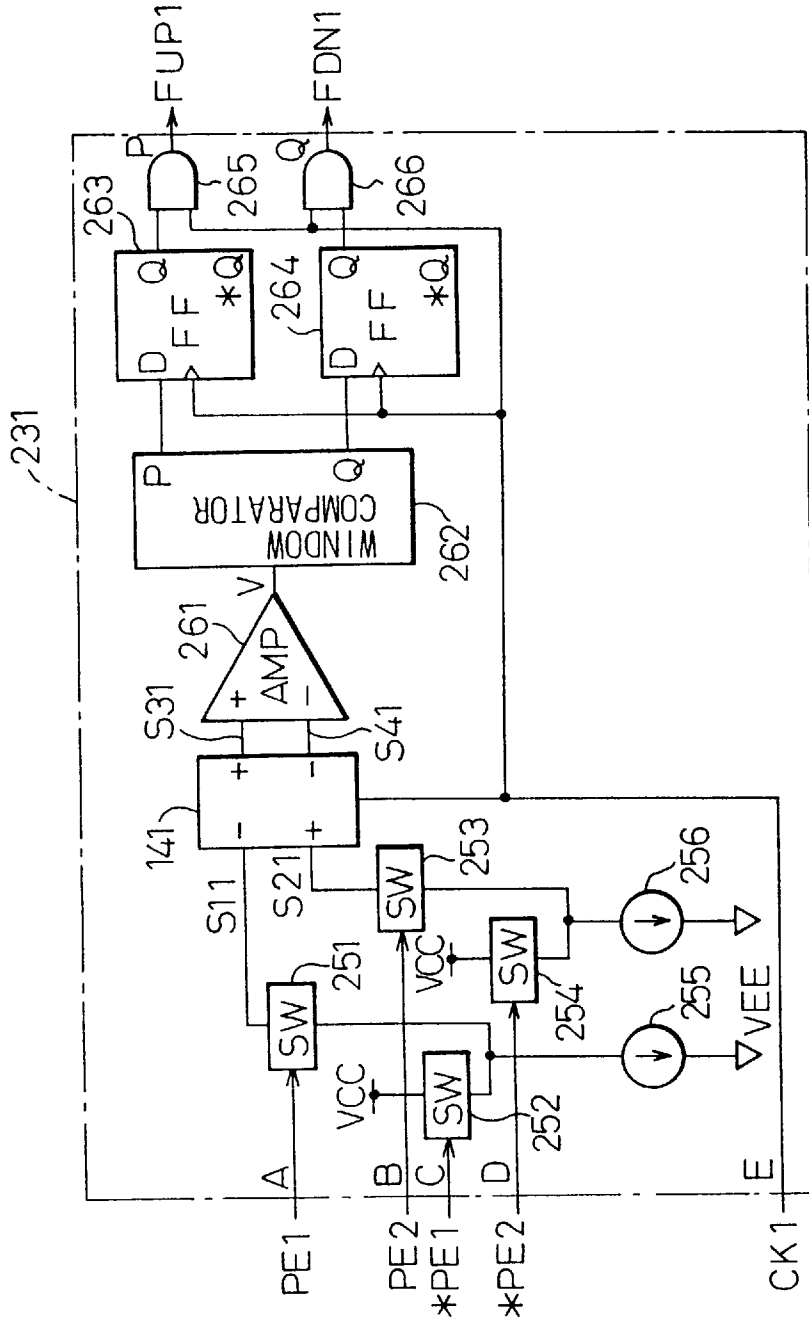 231
PE1
A
PE2
B
*PE1
C
*PE2
D
CK1
E
SW
251
VCC
SW
252
SW
253
VCC
SW
254
255
256
VEE
S11
S21
141
-
+
+
-
S31
S41
+
-
AMP
261
V
WINDOW
COMPARATOR
P
Q
262
D
Q
FF
*Q
263
D
Q
FF
*Q
264
P
265
FUP1
Q
266
FDN1